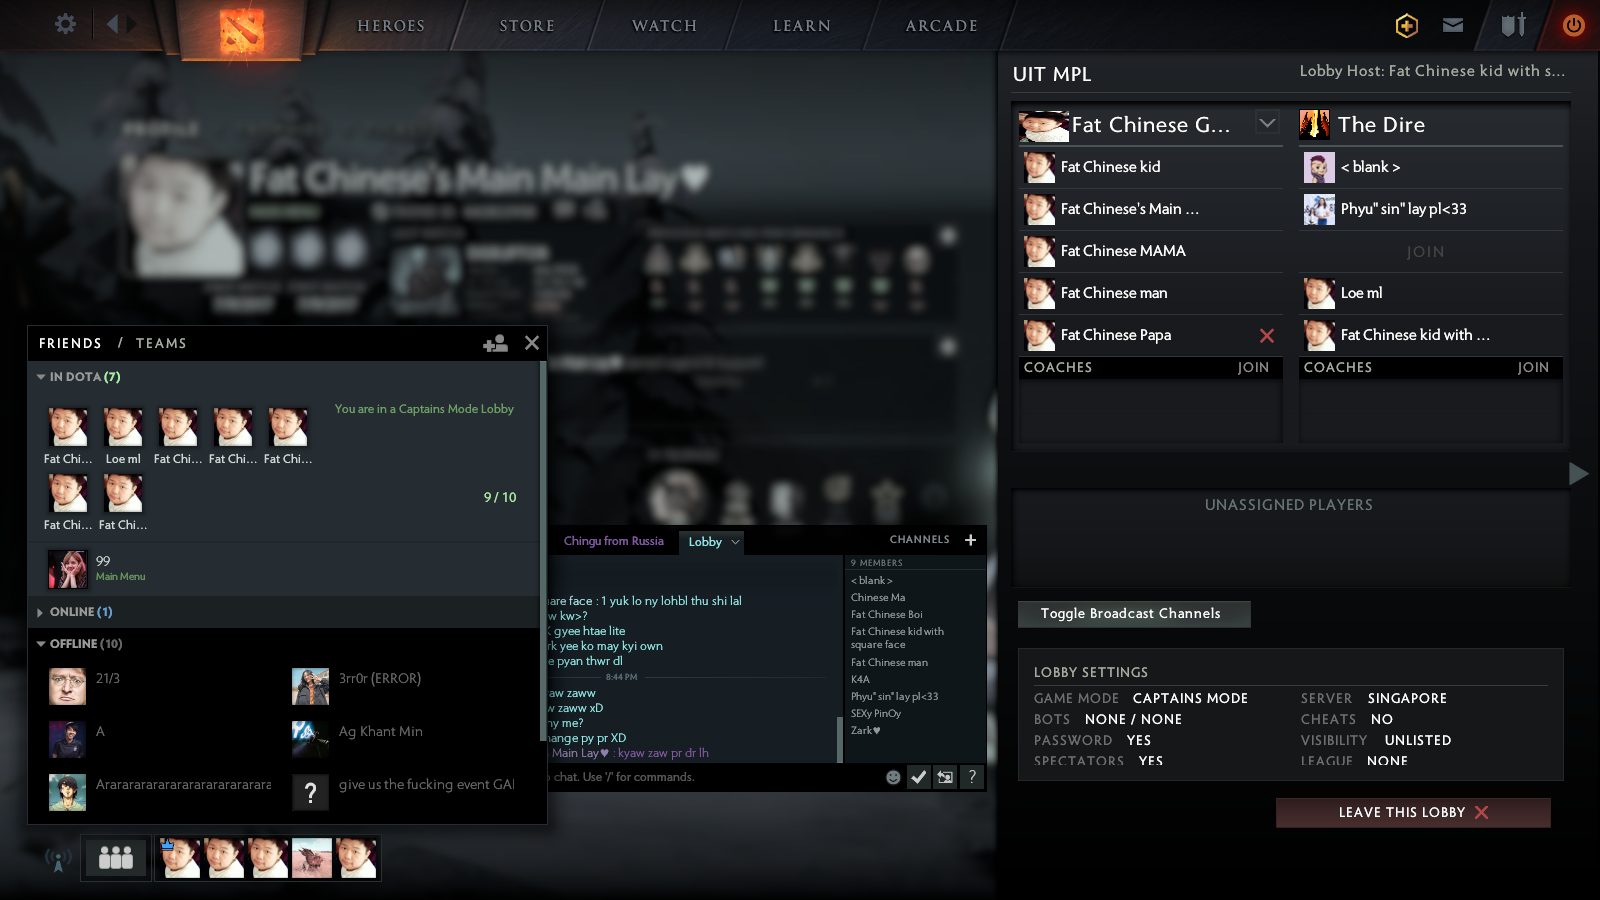 HEROES
STORE
WATCH
LEARN
ARCADE
UIT MPL
Lobby Host: Fat Chinese kid with s...
Fat Chinese G...
The Dire
Fat Chinese kid
< blank >
Fat Chinese's Main ...
Phyu" sin" lay pl<33
Fat Chinese MAMA
JOIN
Fat Chinese man
Loe ml
Fat Chinese Papa
Fat Chinese kid with ...
COACHES JOIN
COACHES JOIN
UNASSIGNED PLAYERS
Toggle Broadcast Channels
LOBBY SETTINGS
GAME MODE CAPTAINS MODE
SERVER SINGAPORE
BOTS NONE / NONE
CHEATS NO
PASSWORD YES
VISIBILITY UNLISTED
SPECTATORS YES
LEAGUE NONE
LEAVE THIS LOBBY
PROFILE
Fat Chinese's Main Main Lay♥
FRIENDS / TEAMS
IN DOTA (7)
You are in a Captains Mode Lobby
Fat Chi...
Loe ml
Fat Chi...
Fat Chi...
Fat Chi...
9 / 10
Fat Chi...
Fat Chi...
99
Main Menu
ONLINE (1)
OFFLINE (10)
21/3
3rr0r (ERROR)
A
Ag Khant Min
Ararararararararararararara
give us the fucking event GA
?
Chingu from Russia
Lobby
CHANNELS +
are face : 1 yuk lo ny lohbl thu shi lal
w kw>?
gyee htae lite
rk yee ko may kyi own
e pyan thwr dl
8:44 PM
aw zaww
w zaww xD
ny me?
ange py pr XD
Main Lay♥ : kyaw zaw pr dr lh
chat. Use '/' for commands.
?
9 MEMBERS
< blank >
Chinese Ma
Fat Chinese Boi
Fat Chinese kid with
square face
Fat Chinese man
K4A
Phyu" sin" lay pl<33
SEXy PinOy
Zark♥